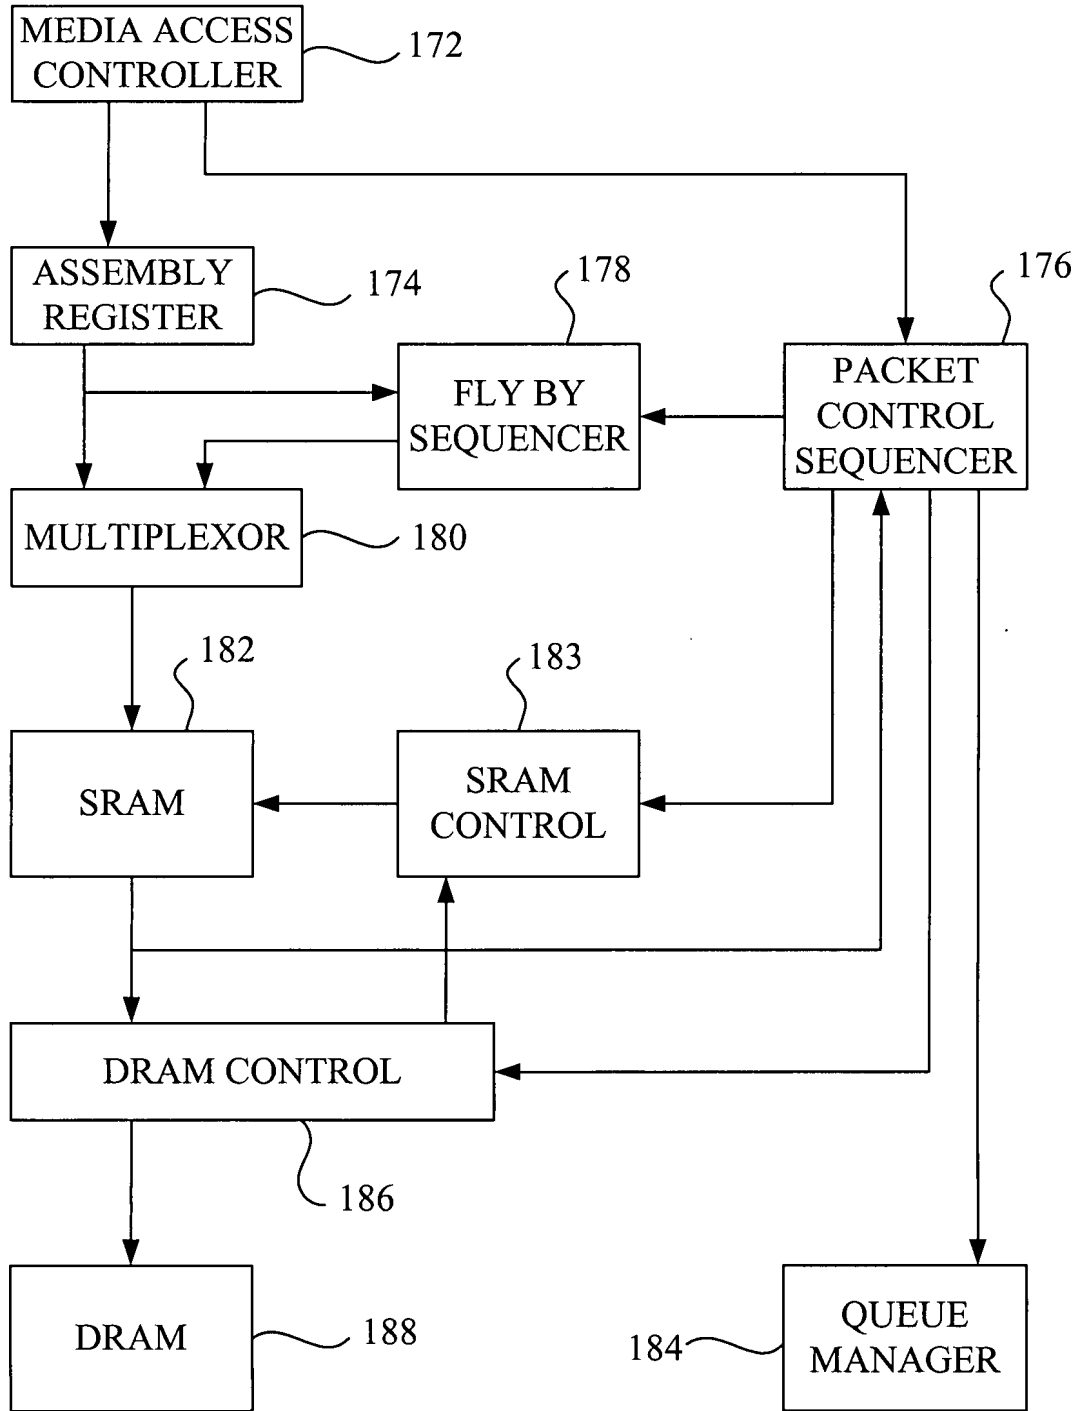 MEDIA ACCESS
CONTROLLER
172
ASSEMBLY
REGISTER
174
178
176
FLY BY
SEQUENCER
PACKET
CONTROL
SEQUENCER
MULTIPLEXOR
180
182
183
SRAM
SRAM
CONTROL
DRAM CONTROL
186
DRAM
188
184
QUEUE
MANAGER